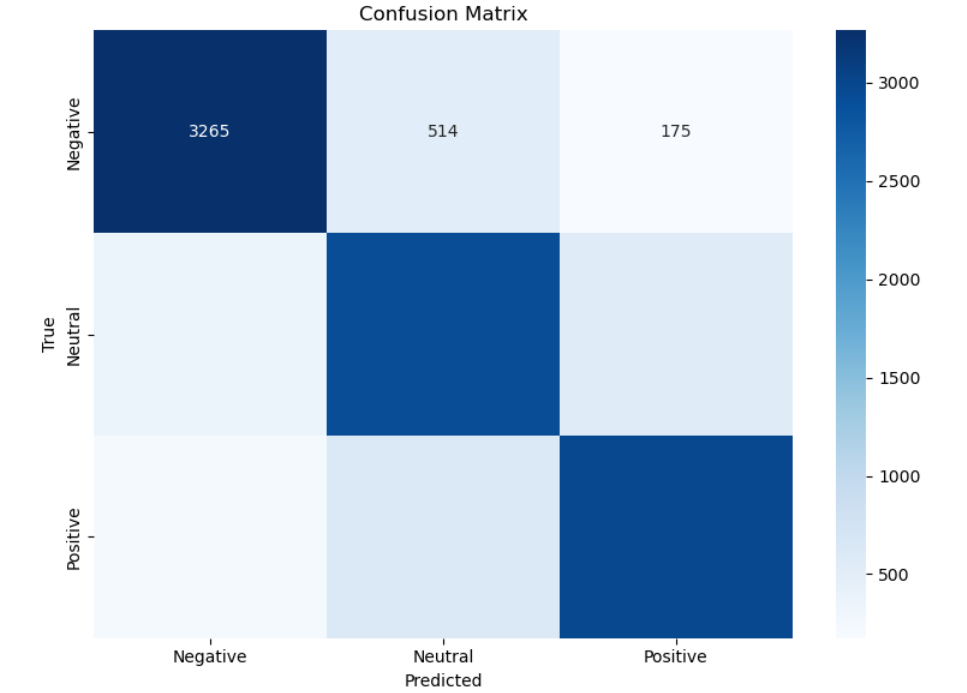 Confusion Matrix
Negative
3265 514 175
Neutral
Positive
True
Negative Neutral Positive
Predicted
3000
2500
2000
1500
1000
500